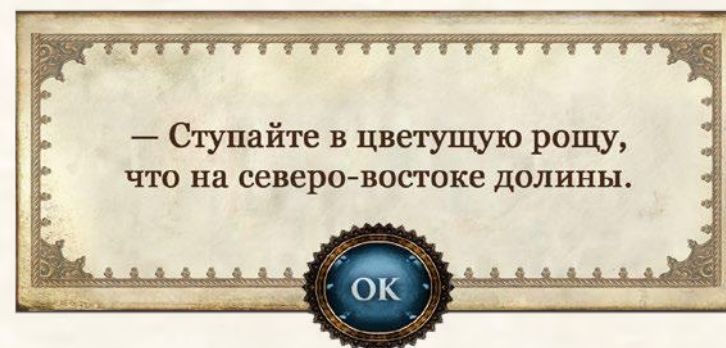 — Ступайте в цветущую рощу,
что на северо-востоке долины.
OK